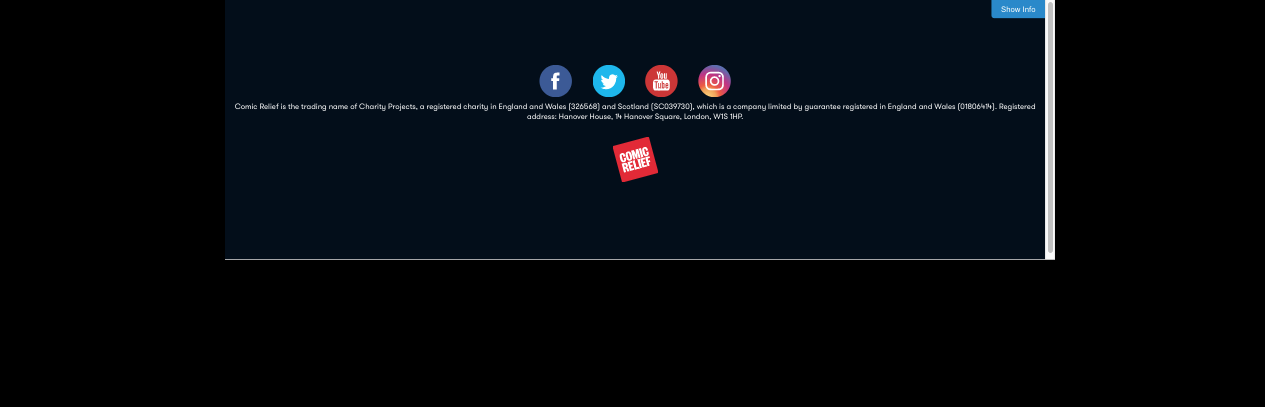 Show Info
You
Tube
Comic Relief is the trading name of Charity Projects, a registered charity in England and Wales (326568) and Scotland (SC039730), which is a company limited by guarantee registered in England and Wales (01806414). Registered
address: Hanover House, 14 Hanover Square, London, W1S 1HP.
COMIC
RELIEF